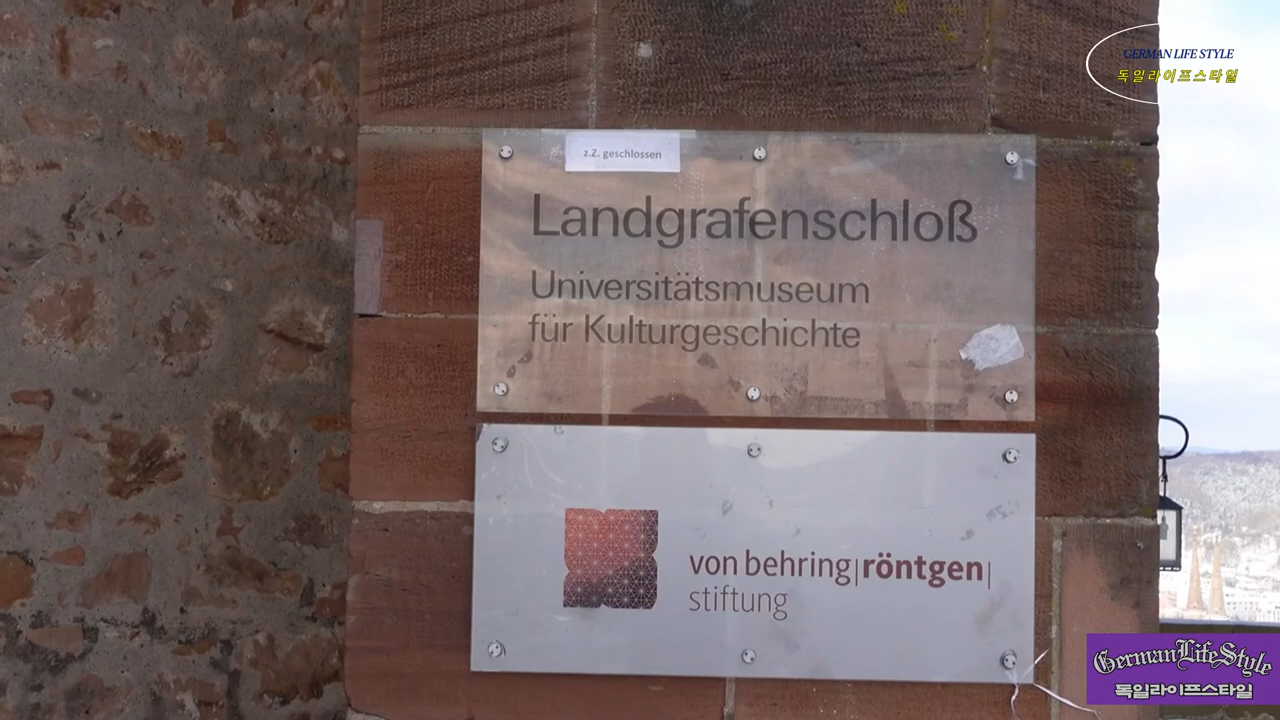 GERMAN LIFE STYLE
독일라이프스타일
z.Z. geschlossen
Landgrafenschloß
Universitätsmuseum
für Kulturgeschichte
von behring|röntgen|
stiftung
GermanLifeStyle
독일라이프스타일